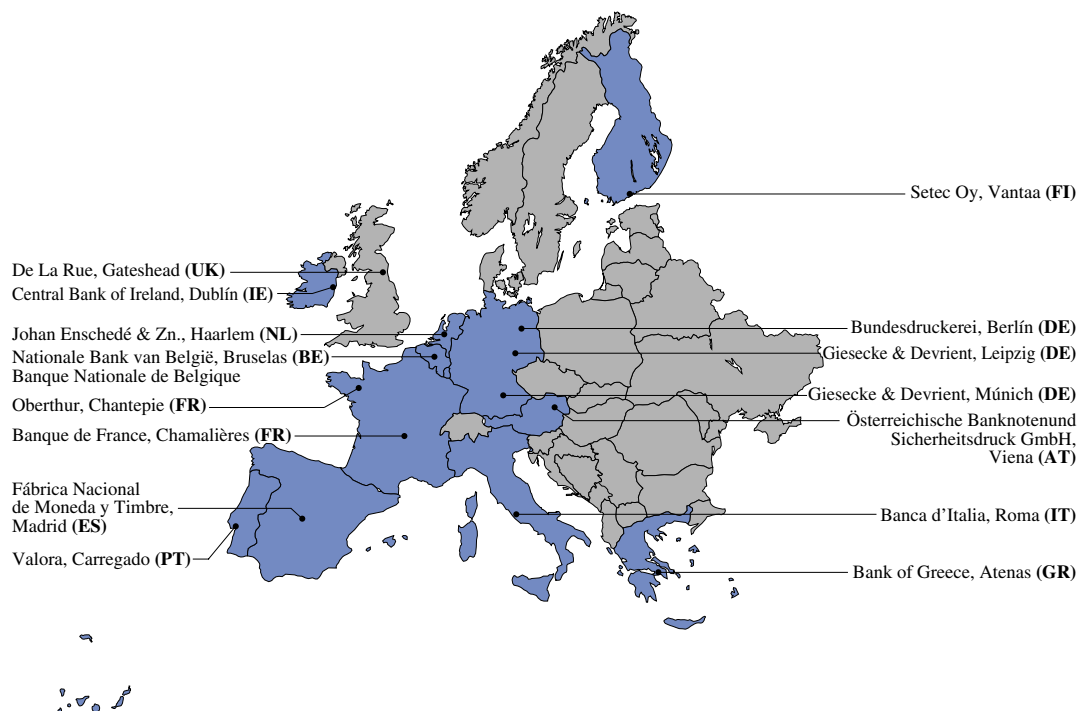 Setec Oy, Vantaa (FI)
De La Rue, Gateshead (UK)
Central Bank of Ireland, Dublín (IE)
Johan Enschedé & Zn., Haarlem (NL)
Nationale Bank van België, Bruselas (BE)
Banque Nationale de Belgique
Oberthur, Chantepie (FR)
Banque de France, Chamalières (FR)
Fábrica Nacional
de Moneda y Timbre,
Madrid (ES)
Valora, Carregado (PT)
Bundesdruckerei, Berlín (DE)
Giesecke & Devrient, Leipzig (DE)
Giesecke & Devrient, Múnich (DE)
Österreichische Banknotenund
Sicherheitsdruck GmbH,
Viena (AT)
Banca d’Italia, Roma (IT)
Bank of Greece, Atenas (GR)